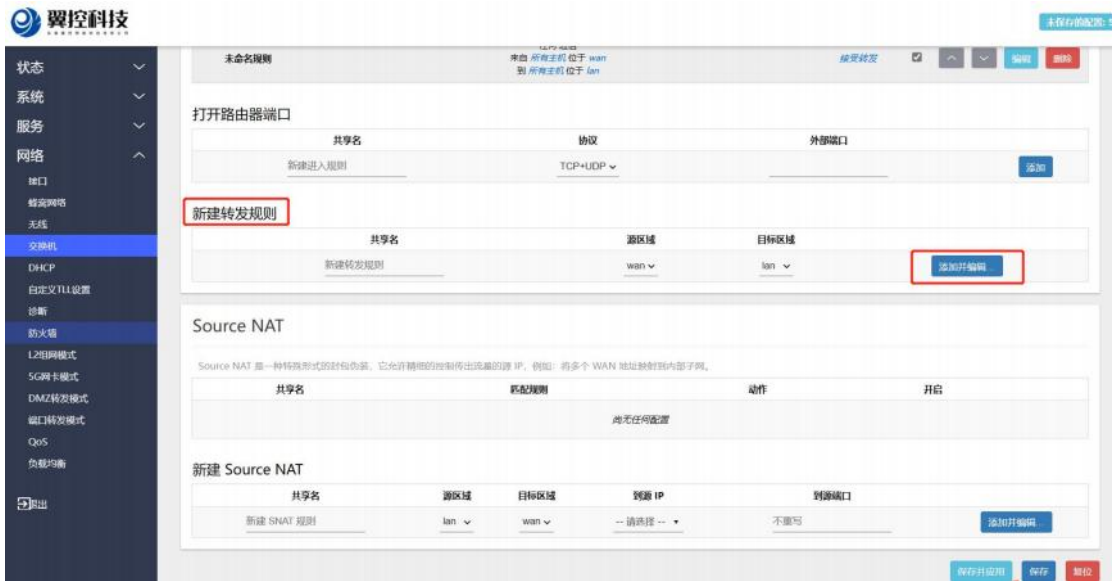 翼控科技
未保存的配置: 5
状态
系统
服务
网络
接口
蜂窝网络
无线
交换机
DHCP
自定义TLL设置
诊断
防火墙
L2组网模式
5G网卡模式
DMZ转发模式
端口转发模式
QoS
负载均衡
退出
未命名规则
来自 所有主机 位于 wan
到 所有主机 位于 lan
接受转发
编辑
删除
打开路由器端口
共享名 协议 外部端口
新建进入规则 TCP+UDP 添加
新建转发规则
共享名 源区域 目标区域
新建转发规则 wan lan 添加并编辑...
Source NAT
Source NAT 是一种特殊形式的封包伪装，它允许精细的控制传出流量的源 IP，例如：将多个 WAN 地址映射到内部子网。
共享名 匹配规则 动作 开启
尚无任何配置
新建 Source NAT
共享名 源区域 目标区域 到源 IP 到源端口
新建 SNAT 规则 lan wan -- 请选择 -- 不重写 添加并编辑...
保存并应用 保存 复位